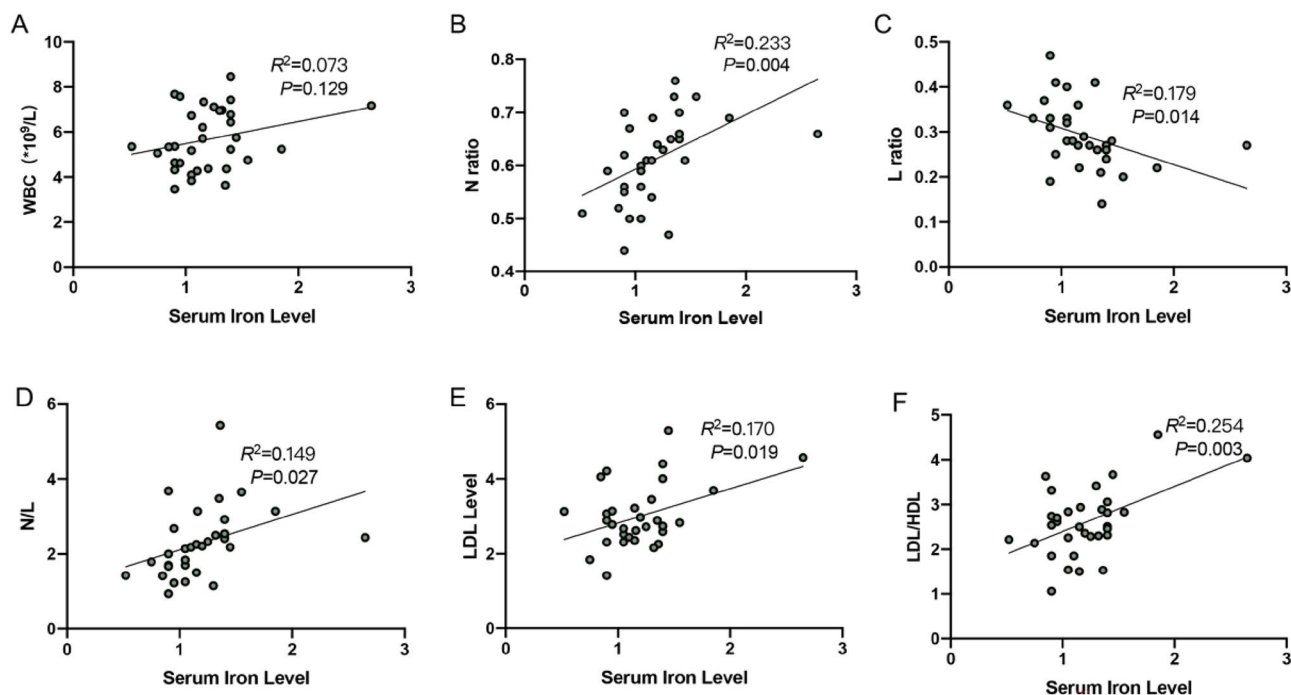 A
10
8
6
4
2
0
WBC (*10⁹/L)
R²=0.073
P=0.129
0 1 2 3
Serum Iron Level
B
0.8
0.7
0.6
0.5
0.4
N ratio
R²=0.233
P=0.004
0 1 2 3
Serum Iron Level
C
0.5
0.4
0.3
0.2
0.1
0.0
L ratio
R²=0.179
P=0.014
0 1 2 3
Serum Iron Level
D
6
4
2
0
N/L
R²=0.149
P=0.027
0 1 2 3
Serum Iron Level
E
6
4
2
0
LDL Level
R²=0.170
P=0.019
0 1 2 3
Serum Iron Level
F
5
4
3
2
1
0
LDL/HDL
R²=0.254
P=0.003
0 1 2 3
Serum Iron Level